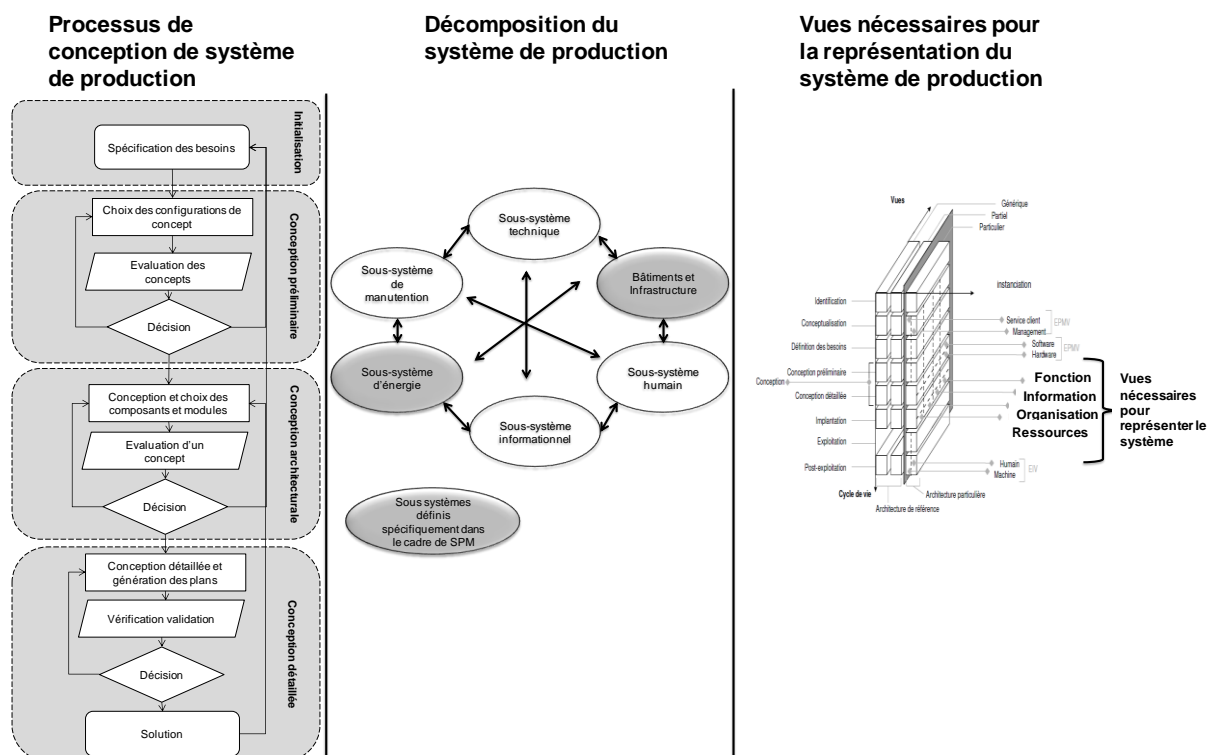 Processus de
conception de système
de production
Décomposition du
système de production
Vues nécessaires pour
la représentation du
système de production
Initialisation
Spécification des besoins
Conception préliminaire
Choix des configurations de
concept
Evaluation des
concepts
Décision
Conception architecturale
Conception et choix des
composants et modules
Evaluation d'un
concept
Décision
Conception détaillée
Conception détaillée et
génération des plans
Vérification validation
Décision
Solution
Sous-système
technique
Sous-système
de
manutention
Bâtiments et
Infrastructure
Sous-système
d'énergie
Sous-système
humain
Sous-système
informationnel
Sous systèmes
définis
spécifiquement dans
le cadre de SPM
Vues
Générique
Partiel
Particulier
instanciation
Identification
Conceptualisation
Définition des besoins
Conception préliminaire
Conception
Conception détaillée
Implantation
Exploitation
Post-exploitation
Cycle de vie
Service client
Management
EPMV
Software
Hardware
EPMV
Fonction
Information
Organisation
Ressources
Vues
nécessaires
pour
représenter le
système
Humain
Machine
EIV
Architecture particulière
Architecture de référence